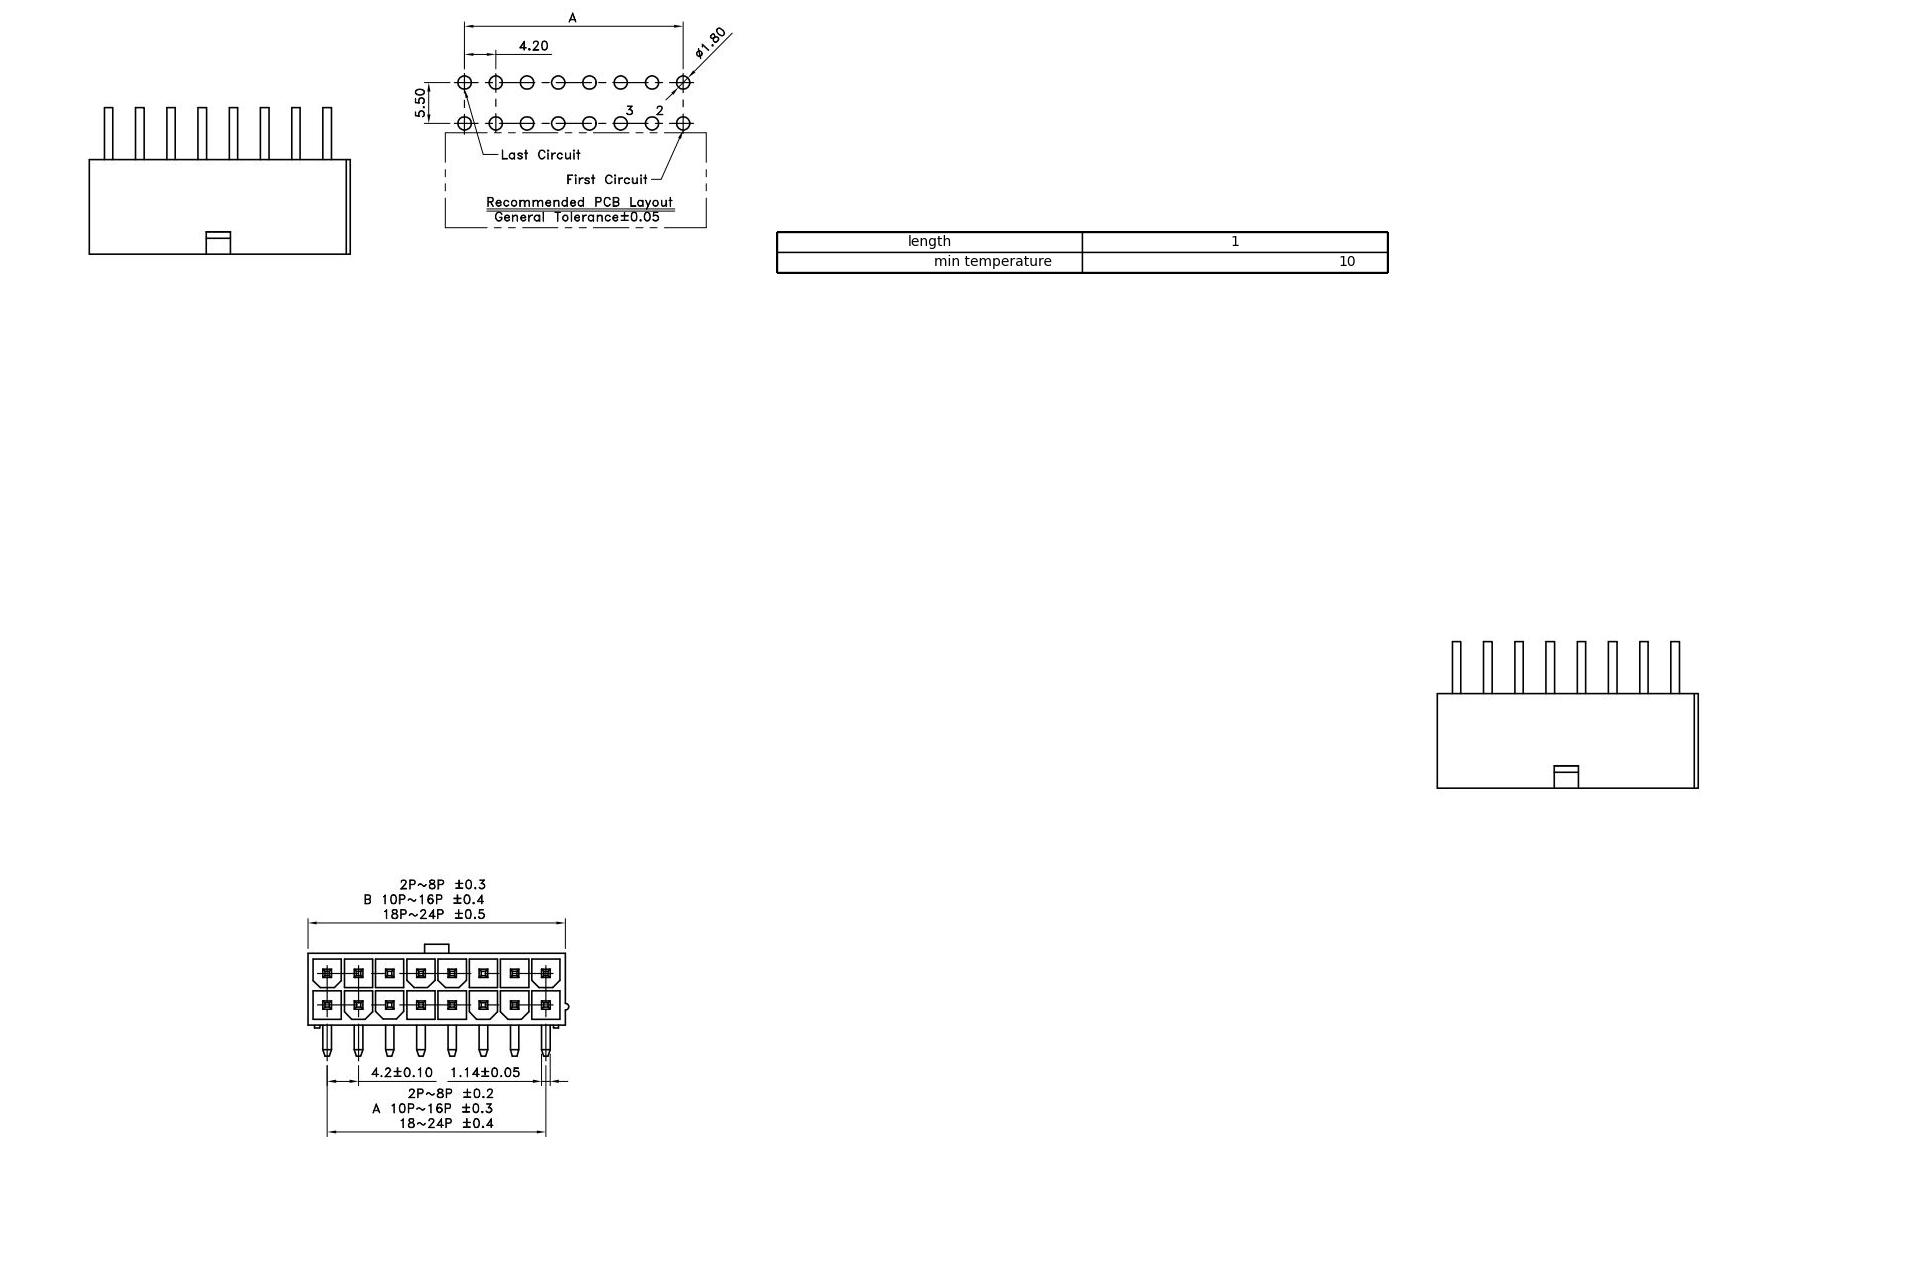 A
4.20
ø1.80
5.50
3 2
Last Circuit
First Circuit
Recommended PCB Layout
General Tolerance±0.05
length 1
min temperature 10
2P~8P ±0.3
B 10P~16P ±0.4
18P~24P ±0.5
4.2±0.10 1.14±0.05
2P~8P ±0.2
A 10P~16P ±0.3
18~24P ±0.4